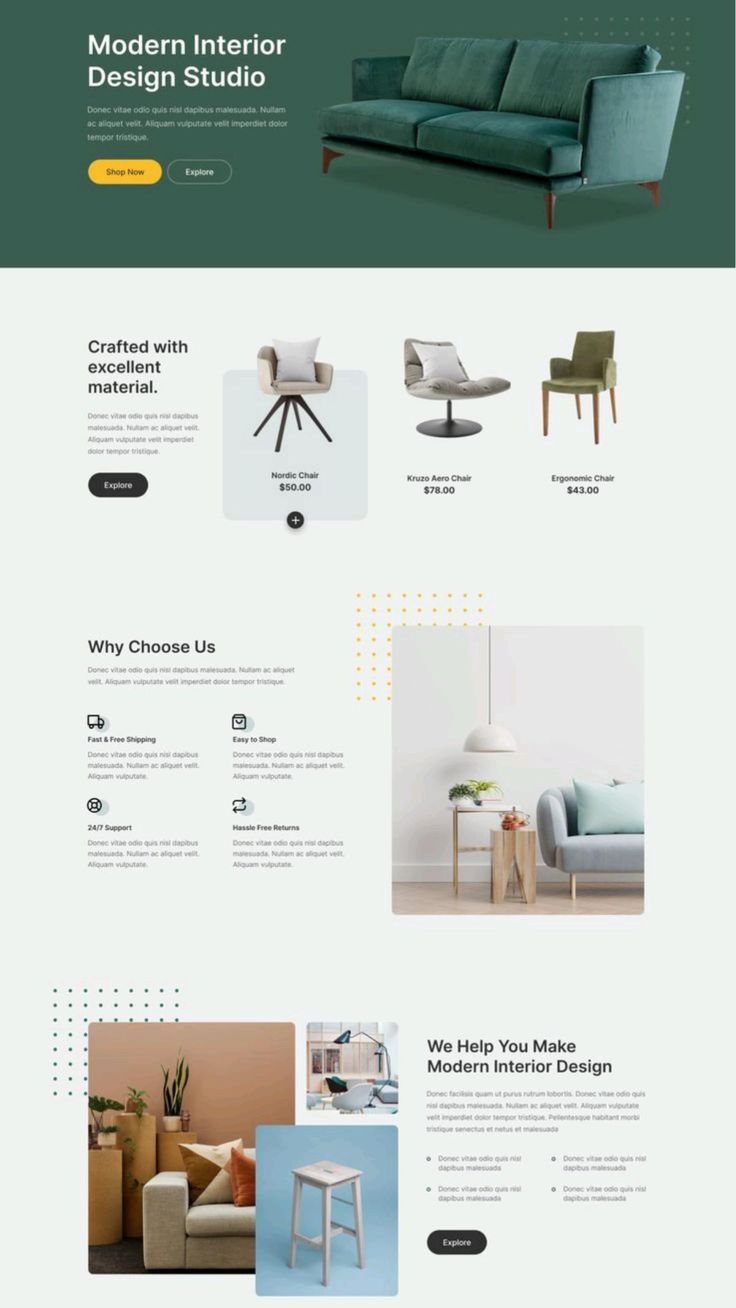 Modern Interior
Design Studio
Donec vitae odio quis nisl dapibus malesuada. Nullam
ac aliquet velit. Aliquam vulputate velit imperdiet dolor
tempor tristique.
Shop Now
Explore
Crafted with
excellent
material.
Donec vitae odio quis nisl dapibus
malesuada. Nullam ac aliquet velit.
Aliquam vulputate velit imperdiet
dolor tempor tristique.
Explore
Nordic Chair
$50.00
Kruzo Aero Chair
$78.00
Ergonomic Chair
$43.00
Why Choose Us
Donec vitae odio quis nisl dapibus malesuada. Nullam ac aliquet
velit. Aliquam vulputate velit imperdiet dolor tempor tristique.
Fast & Free Shipping
Donec vitae odio quis nisl dapibus
malesuada. Nullam ac aliquet velit.
Aliquam vulputate.
Easy to Shop
Donec vitae odio quis nisl dapibus
malesuada. Nullam ac aliquet velit.
Aliquam vulputate.
24/7 Support
Donec vitae odio quis nisl dapibus
malesuada. Nullam ac aliquet velit.
Aliquam vulputate.
Hassle Free Returns
Donec vitae odio quis nisl dapibus
malesuada. Nullam ac aliquet velit.
Aliquam vulputate.
We Help You Make
Modern Interior Design
Donec facilisis quam ut purus rutrum lobortis. Donec vitae odio quis
nisl dapibus malesuada. Nullam ac aliquet velit. Aliquam vulputate
velit imperdiet dolor tempor tristique. Pellentesque habitant morbi
tristique senectus et netus et malesuada
Donec vitae odio quis nisl
dapibus malesuada
Donec vitae odio quis nisl
dapibus malesuada
Donec vitae odio quis nisl
dapibus malesuada
Donec vitae odio quis nisl
dapibus malesuada
Explore